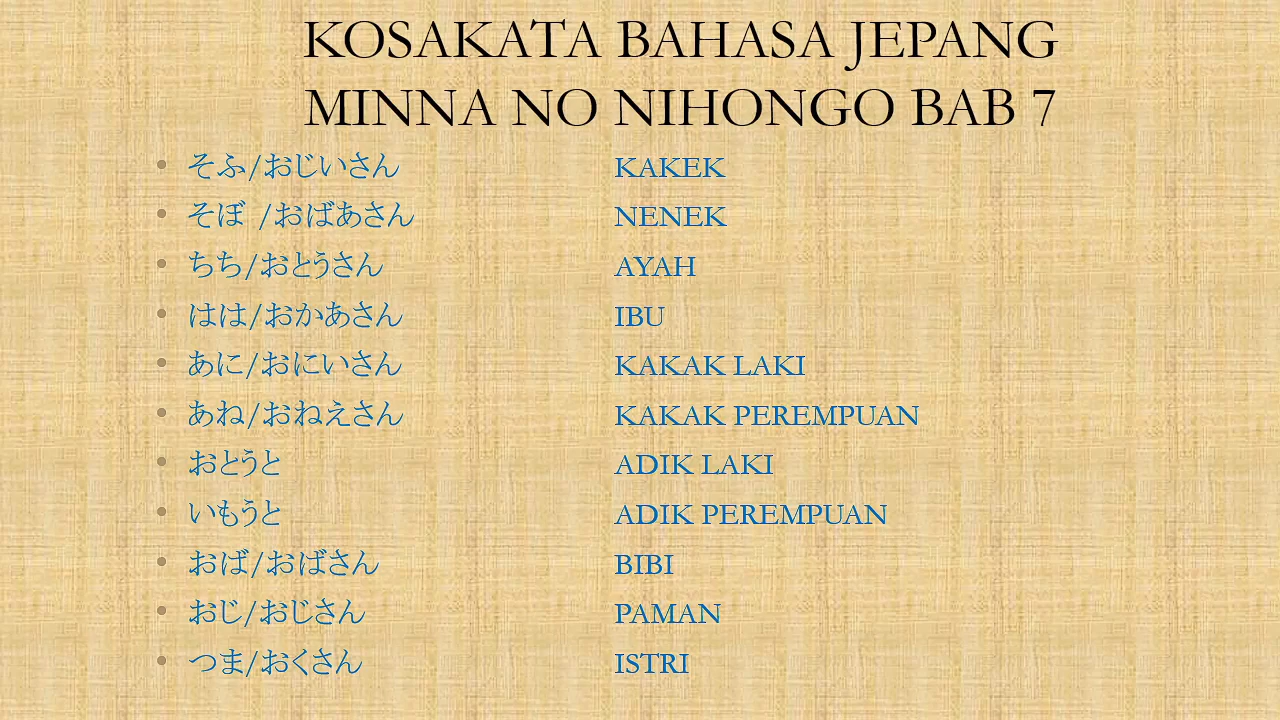 KOSAKATA BAHASA JEPANG
MINNA NO NIHONGO BAB 7
• そふ/おじいさん KAKEK
• そぼ /おばあさん NENEK
• ちち/おとうさん AYAH
• はは/おかあさん IBU
• あに/おにいさん KAKAK LAKI
• あね/おねえさん KAKAK PEREMPUAN
• おとうと ADIK LAKI
• いもうと ADIK PEREMPUAN
• おば/おばさん BIBI
• おじ/おじさん PAMAN
• つま/おくさん ISTRI